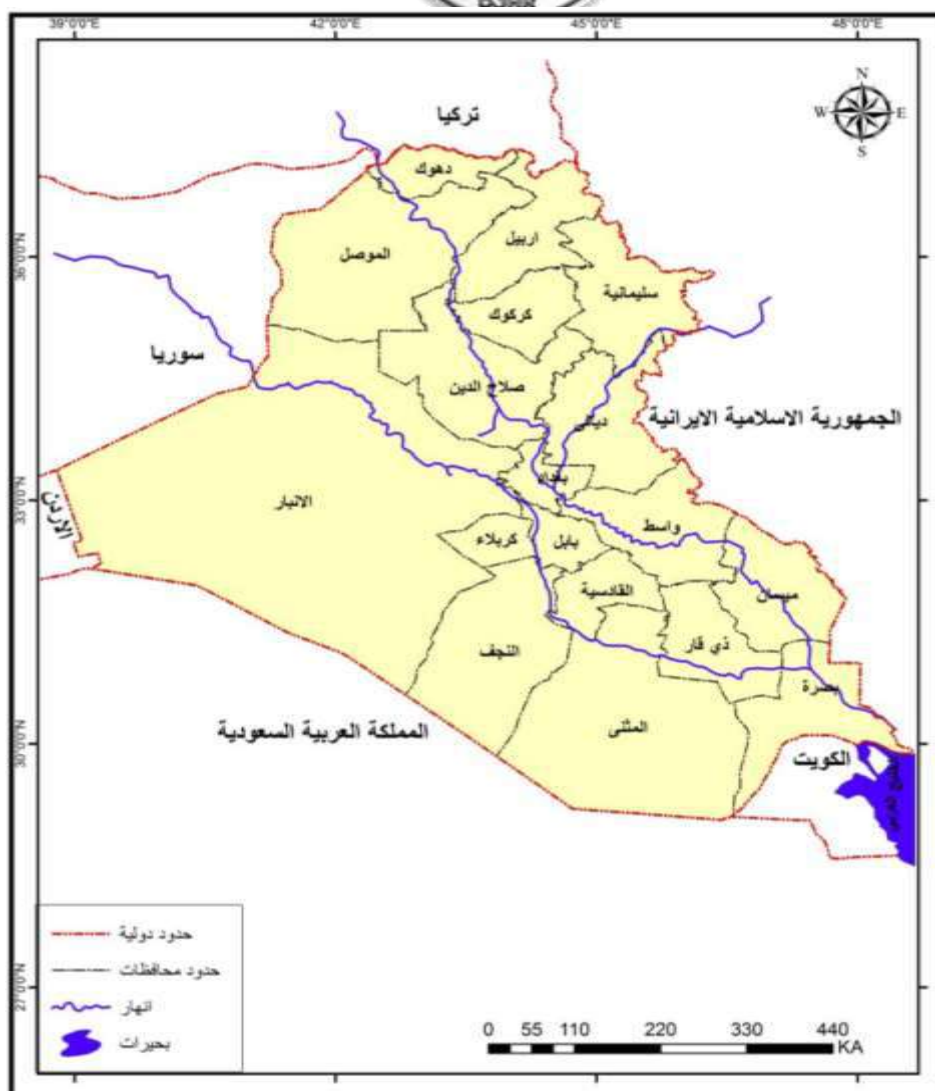 39°0'0"E 42°0'0"E 45°0'0"E 48°0'0"E
36°0'0"N
33°0'0"N
30°0'0"N
27°0'0"N
N
W E
S
تركيا
دهوك
اربيل
الموصل
سليمانية
كركوك
سوريا
صلاح الدين
ديالى
الجمهورية الاسلامية الايرانية
بغداد
الانبار
الاردن
واسط
بابل
كربلاء
القادسية
ميسان
ذي قار
النجف
بصرة
المثنى
المملكة العربية السعودية
الكويت
حدود دولية
حدود محافظات
انهار
بحيرات
0 55 110 220 330 440
KA